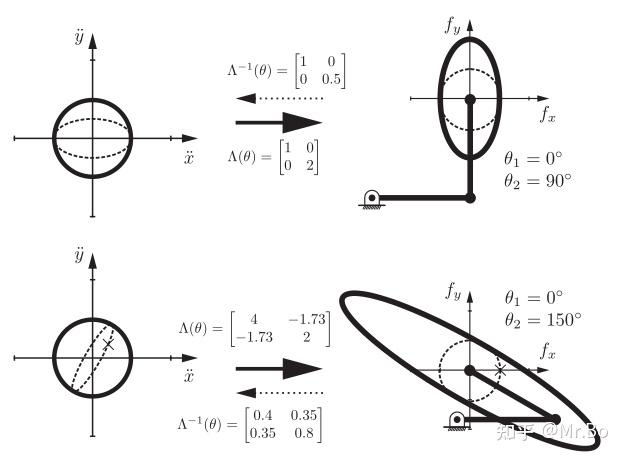 ÿ
ẍ
Λ⁻¹(θ) = [1 0
0 0.5]
Λ(θ) = [1 0
0 2]
f_y
f_x
θ₁ = 0°
θ₂ = 90°
ÿ
ẍ
Λ(θ) = [4 −1.73
−1.73 2]
Λ⁻¹(θ) = [0.4 0.35
0.35 0.8]
f_y
f_x
θ₁ = 0°
θ₂ = 150°
知乎 @Mr.Bo